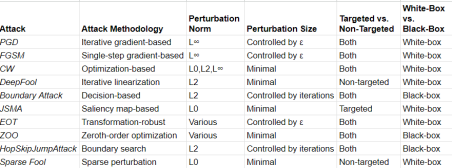 Attack Attack Methodology Perturbation Norm Perturbation Size Targeted vs. Non-Targeted White-Box vs. Black-Box
PGD Iterative gradient-based L∞ Controlled by ε Both White-box
FGSM Single-step gradient-based L∞ Controlled by ε Both White-box
CW Optimization-based L0,L2,L∞ Minimal Both White-box
DeepFool Iterative linearization L2 Minimal Non-targeted White-box
Boundary Attack Decision-based L2 Controlled by iterations Both Black-box
JSMA Saliency map-based L0 Minimal Targeted White-box
EOT Transformation-robust Various Controlled by ε Both White-box
ZOO Zeroth-order optimization Various Minimal Both Black-box
HopSkipJumpAttack Boundary search L2 Controlled by iterations Both Black-box
Sparse Fool Sparse perturbation L0 Minimal Non-targeted White-box